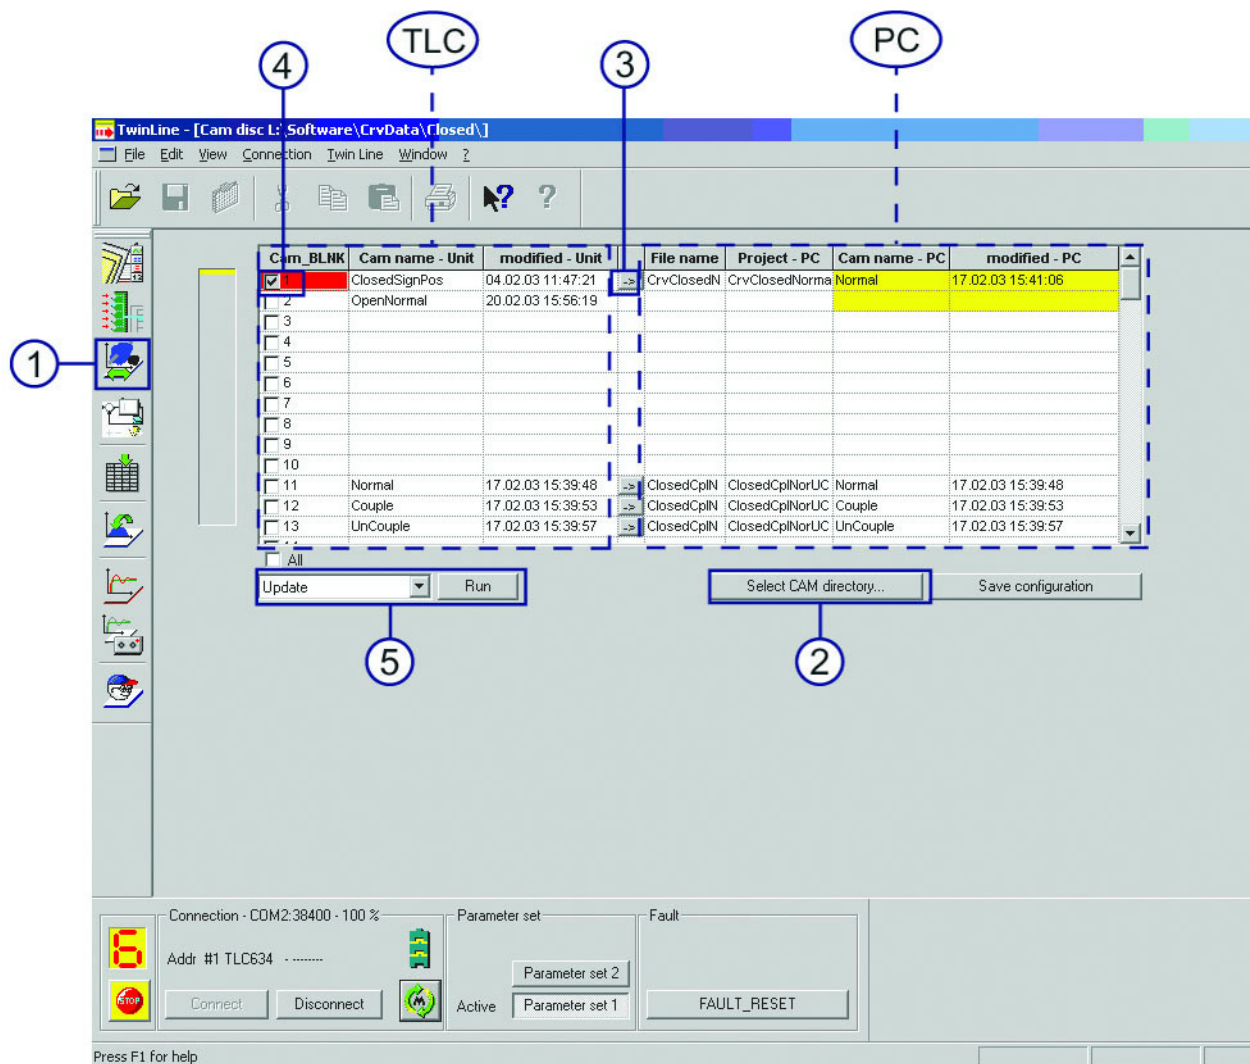 TLC
PC
4
3
TwinLine - [Cam disc L:\Software\CrvData\Closed\]
File Edit View Connection Twin Line Window ?
Cam_BLNK Cam name - Unit modified - Unit File name Project - PC Cam name - PC modified - PC
1 ClosedSignPos 04.02.03 11:47:21 -> CrvClosedN CrvClosedNorma Normal 17.02.03 15:41:06
2 OpenNormal 20.02.03 15:56:19
3
4
1
5
6
7
8
9
10
11 Normal 17.02.03 15:39:48 -> ClosedCplN ClosedCplNorUC Normal 17.02.03 15:39:48
12 Couple 17.02.03 15:39:53 -> ClosedCplN ClosedCplNorUC Couple 17.02.03 15:39:53
13 UnCouple 17.02.03 15:39:57 -> ClosedCplN ClosedCplNorUC UnCouple 17.02.03 15:39:57
All
Update Run Select CAM directory... Save configuration
5
2
Connection - COM2:38400 - 100 % Parameter set Fault
6
Addr #1 TLC634 - --------
Parameter set 2
STOP Connect Disconnect M Active Parameter set 1 FAULT_RESET
Press F1 for help